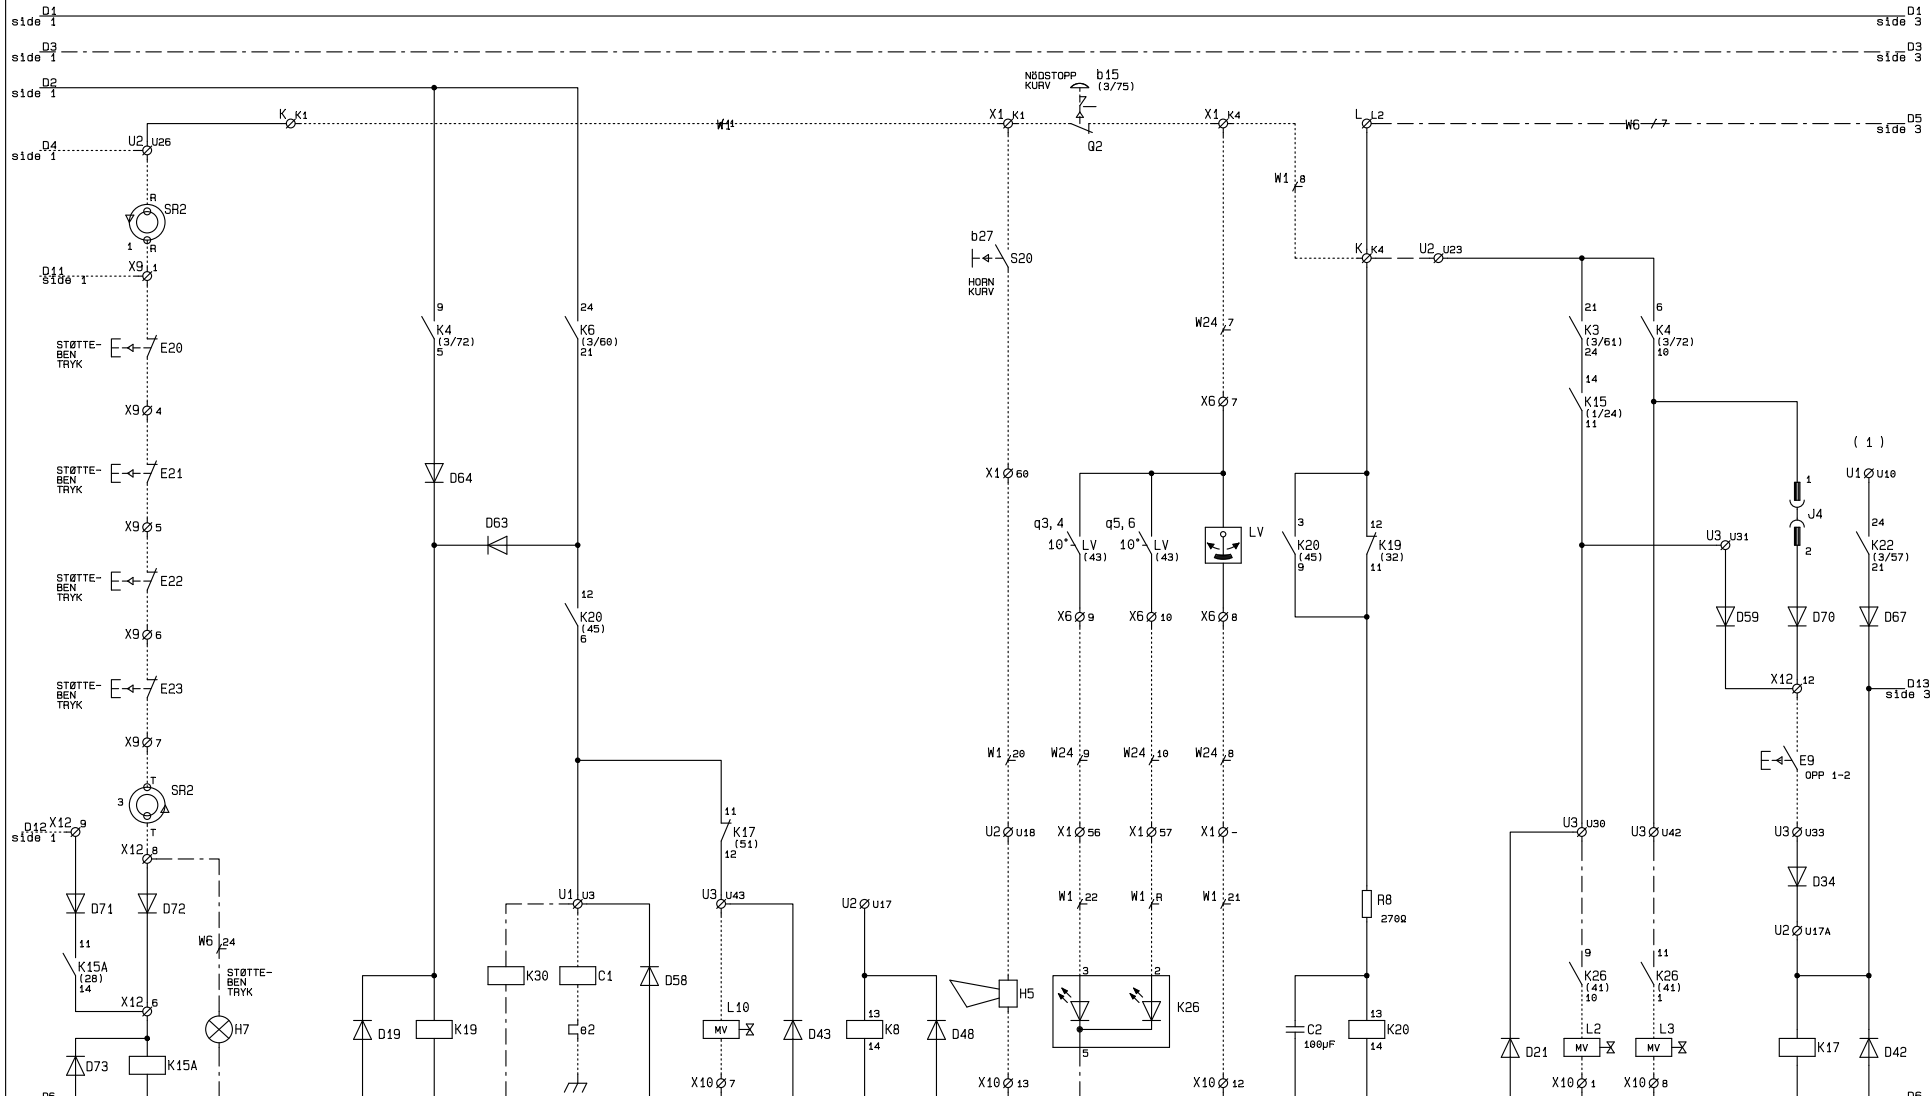 D1
side 1
D1
side 3
D3
side 1
D3
side 3
D2
side 1
NØDSTOPP
KURV
b15
(3/75)
K K1
W1
X1 K1
Q2
X1 K4
L L2
W6 7
D5
side 3
U2 U26
D4
side 1
R
SR2
1 R
W1 8
b27
S20
HORN
KURV
K K4
U2 U23
D11
side 1
X9 1
9
K4
(3/72)
5
24
K6
(3/60)
21
W24 7
21
K3
(3/61)
24
6
K4
(3/72)
10
STØTTE-
BEN
TRYK
E20
14
K15
(1/24)
11
X9 4
X6 7
( 1 )
STØTTE-
BEN
TRYK
E21
D64
X1 60
1
J4
2
U1 U10
X9 5
D63
q3,4
10°
LV
(43)
q5,6
10°
LV
(43)
LV
3
K20
(45)
9
12
K19
(32)
11
U3 U31
24
K22
(3/57)
21
STØTTE-
BEN
TRYK
E22
12
K20
(45)
6
X6 9
X6 10
X6 8
D59
D70
D67
X9 6
STØTTE-
BEN
TRYK
E23
X12 12
D13
side 3
X9 7
W1 20
W24 9
W24 10
W24 8
E9
OPP 1-2
T
SR2
3
T
D12
side 1
X12 9
11
K17
(51)
12
U2 U18
X1 56
X1 57
X1 -
U3 U30
U3 U42
U3 U33
X12 8
D71
D72
U1 U3
U3 U43
U2 U17
W1 22
W1 R
W1 21
R8
270Ω
D34
U2 U17A
W6 24
11
K15A
(28)
14
STØTTE-
BEN
TRYK
K30
C1
D58
H5
3
2
K26
5
9
K26
(41)
10
11
K26
(41)
1
X12 6
H7
D19
K19
e2
L10
MV
D43
13
K8
14
D48
C2
100µF
13
K20
14
D21
L2
MV
L3
MV
K17
D42
D73
K15A
X10 7
X10 13
X10 12
X10 1
X10 8